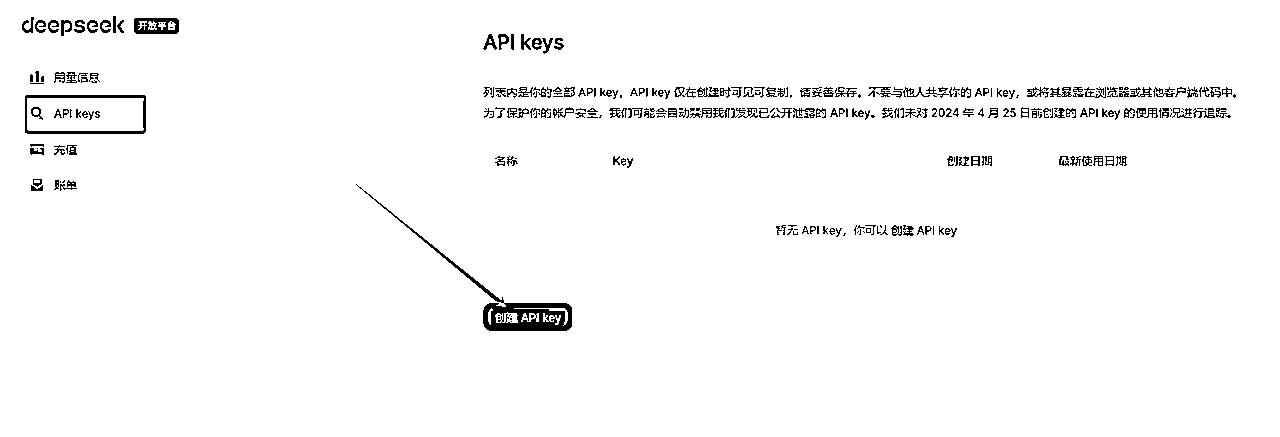 deepseek 开放平台
用量信息
API keys
充值
账单
API keys
列表内是你的全部 API key，API key 仅在创建时可见可复制，请妥善保存。不要与他人共享你的 API key，或将其暴露在浏览器或其他客户端代码中。
为了保护你的帐户安全，我们可能会自动禁用我们发现已公开泄露的 API key。我们未对 2024 年 4 月 25 日前创建的 API key 的使用情况进行追踪。
名称 Key 创建日期 最新使用日期
暂无 API key，你可以 创建 API key
创建 API key